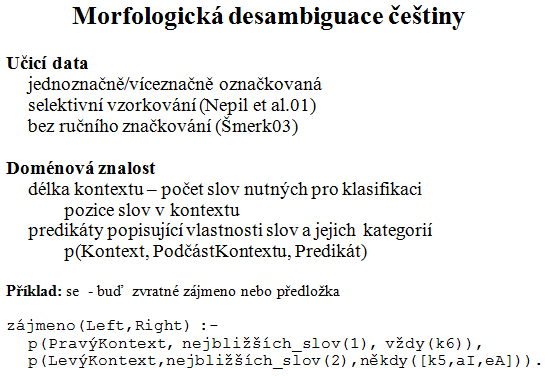 Morfologická desambiguace češtiny
Učicí data
jednoznačně/víceznačně označkovaná
selektivní vzorkování (Nepil et al.01)
bez ručního značkování (Šmerk03)
Doménová znalost
délka kontextu – počet slov nutných pro klasifikaci
pozice slov v kontextu
predikáty popisující vlastnosti slov a jejich kategorií
p(Kontext, PodčástKontextu, Predikát)
Příklad: se - buď zvratné zájmeno nebo předložka
zájmeno(Left,Right) :-
p(PravýKontext, nejbližších_slov(1), vždy(k6)),
p(LevýKontext,nejbližších_slov(2),někdy([k5,aI,eA])).